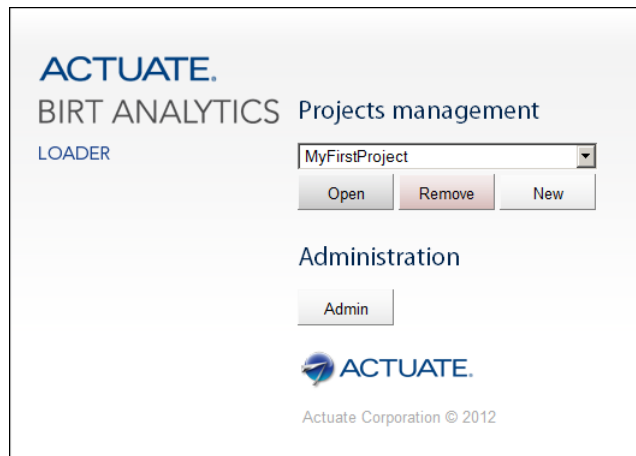 ACTUATE.
BIRT ANALYTICS
LOADER
Projects management
MyFirstProject
Open Remove New
Administration
Admin
ACTUATE.
Actuate Corporation © 2012